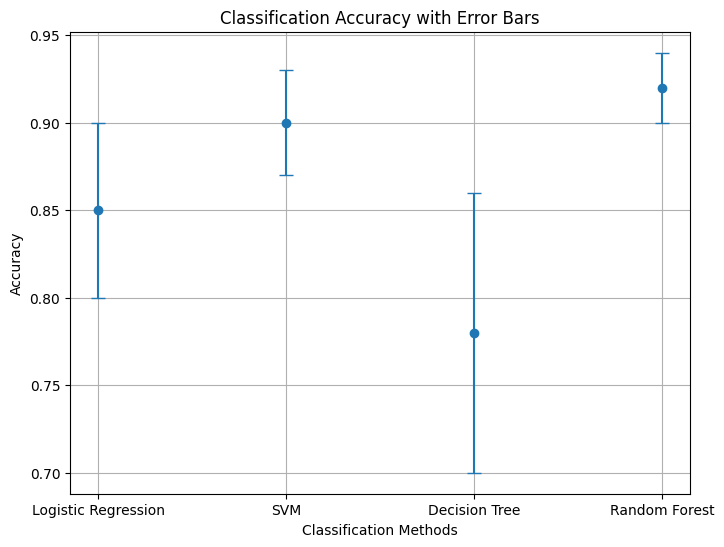 Classification Accuracy with Error Bars
0.95
0.90
0.85
0.80
0.75
0.70
Accuracy
Logistic Regression
SVM
Decision Tree
Random Forest
Classification Methods